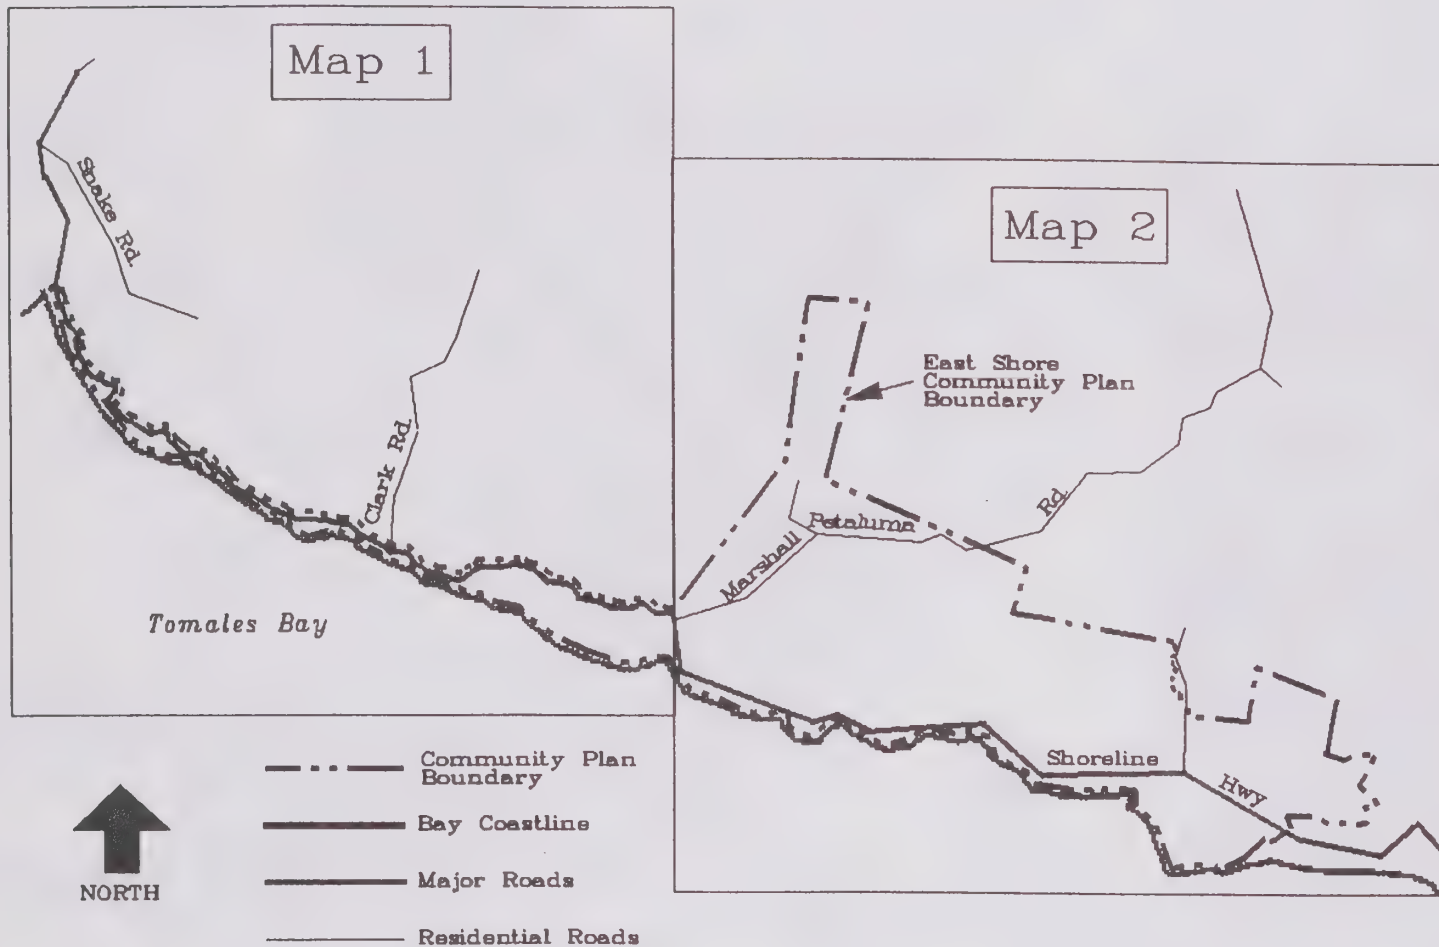 Map 1
Snake Rd.
Clark Rd.
Tomales Bay
Map 2
East Shore
Community Plan
Boundary
Marshall
Petaluma
Rd.
Shoreline
Hwy
NORTH
Community Plan
Boundary
Bay Coastline
Major Roads
Residential Roads